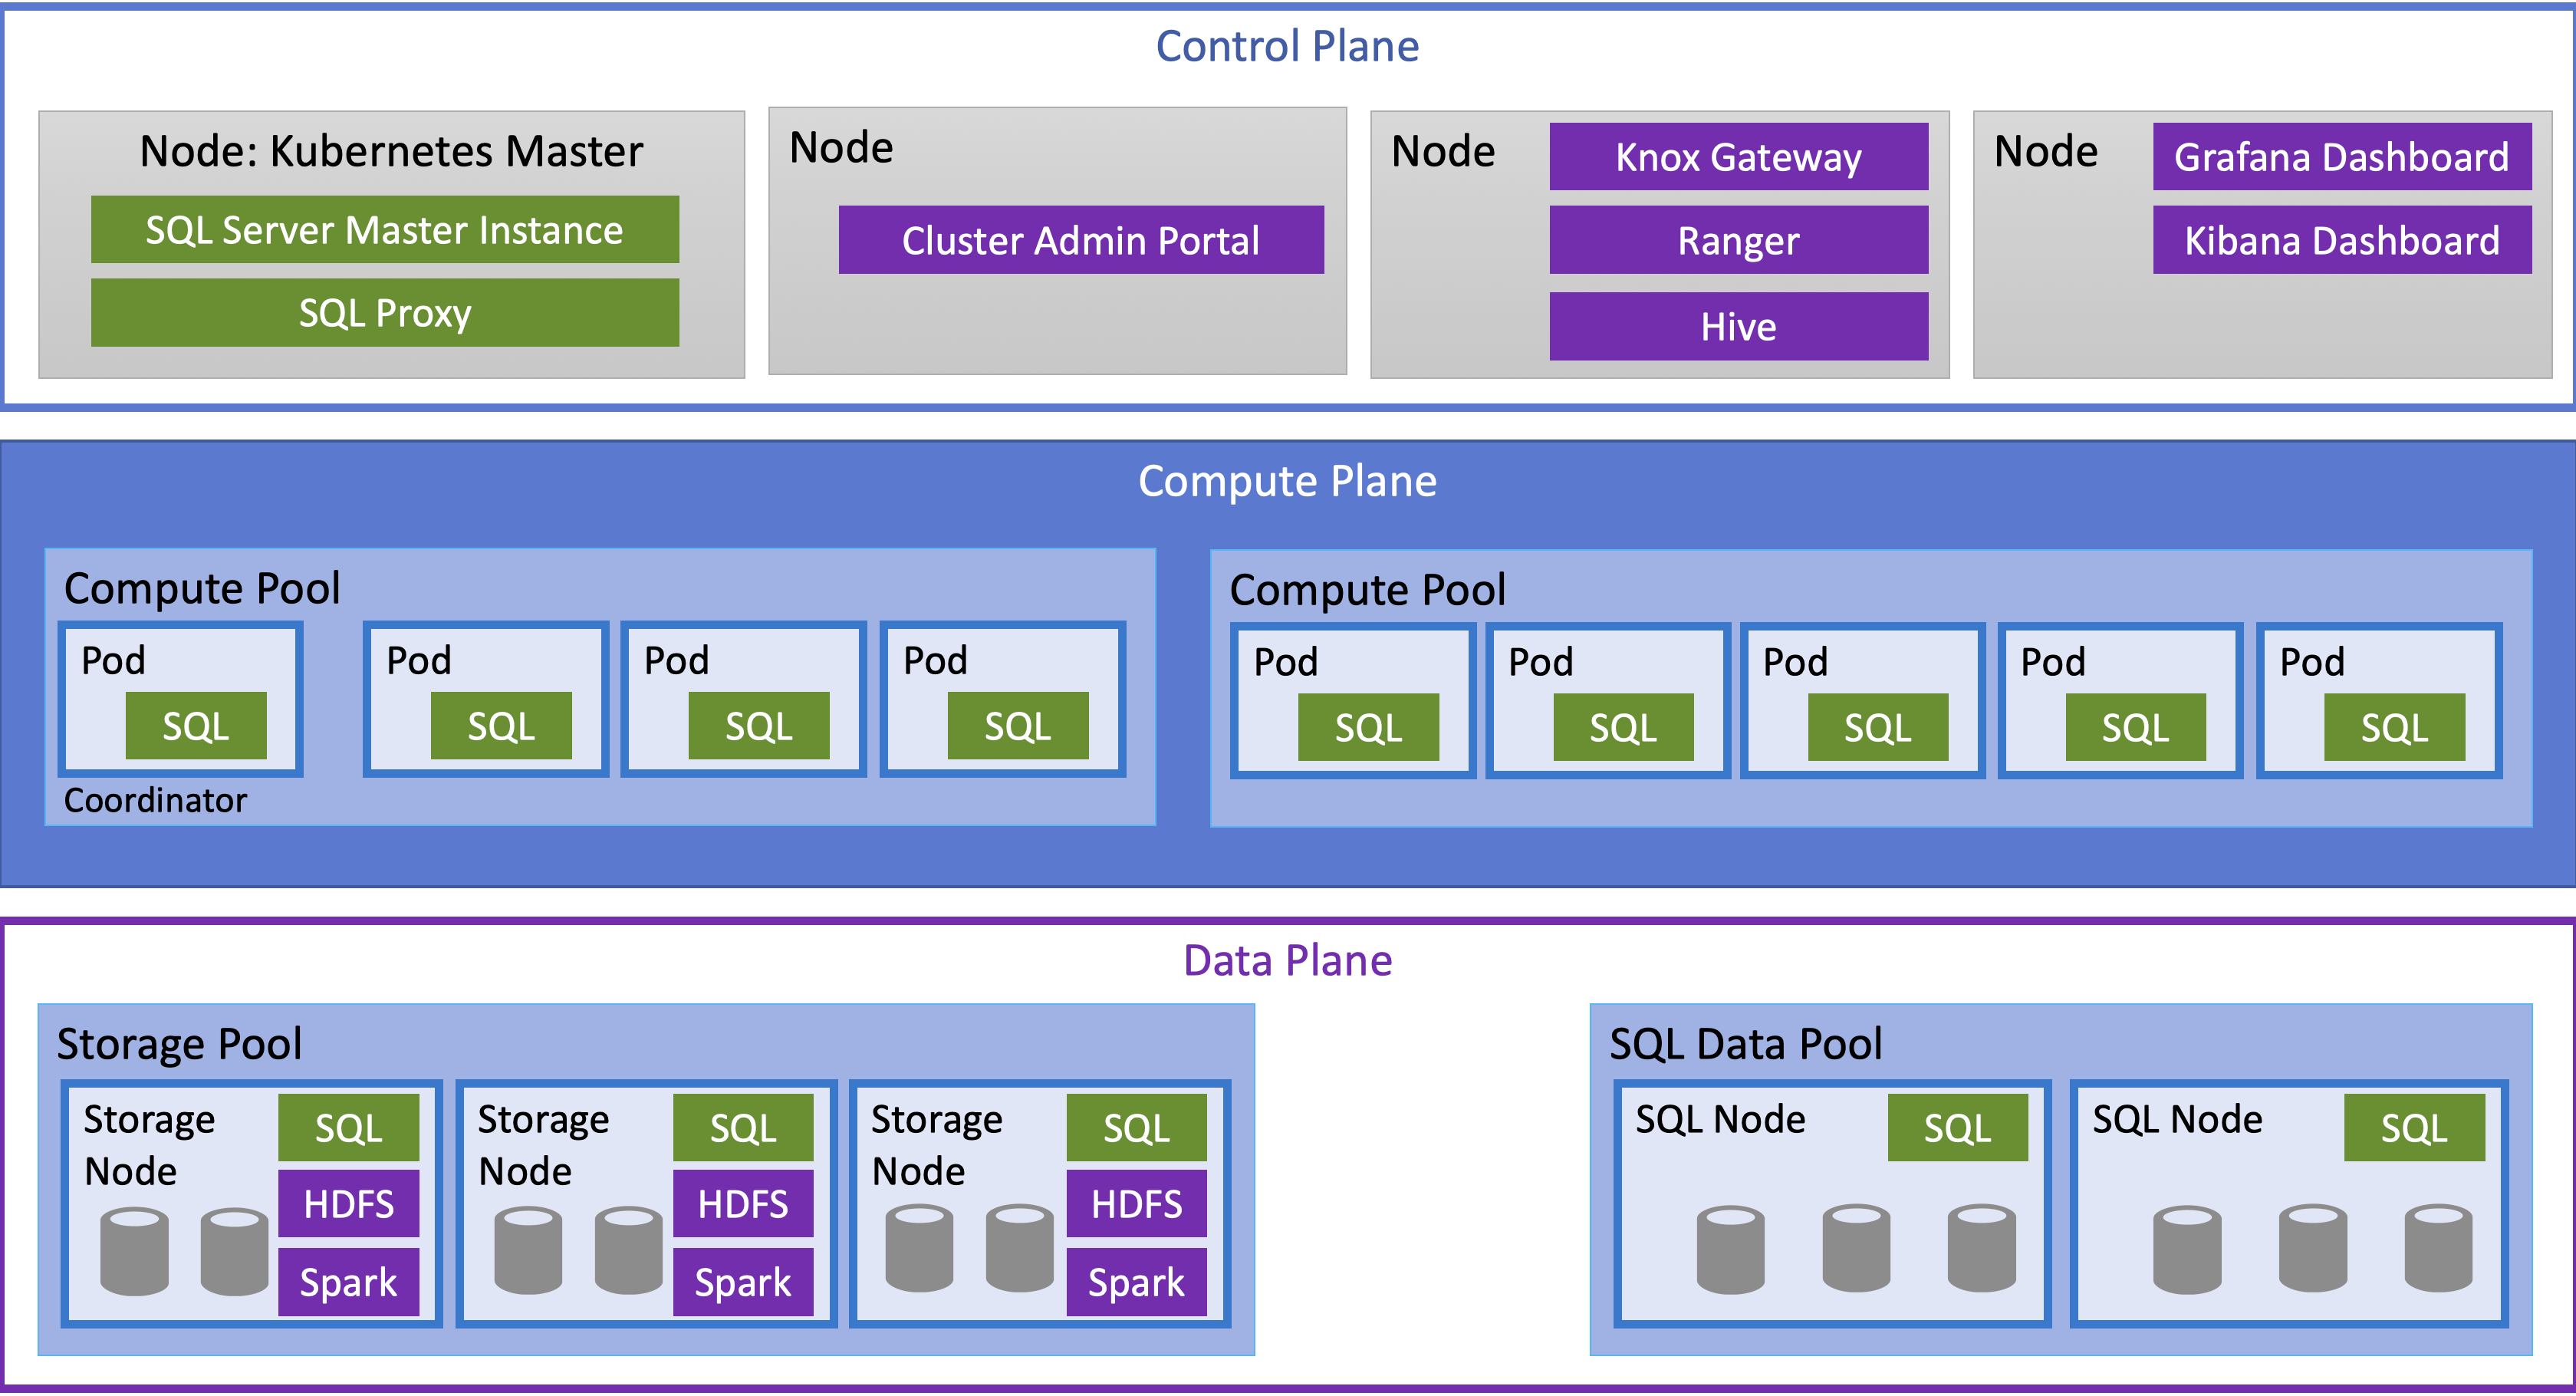 Control Plane
Node: Kubernetes Master
SQL Server Master Instance
SQL Proxy
Node
Cluster Admin Portal
Node
Knox Gateway
Ranger
Hive
Node
Grafana Dashboard
Kibana Dashboard
Compute Plane
Compute Pool
Pod
SQL
Coordinator
Pod
SQL
Pod
SQL
Pod
SQL
Compute Pool
Pod
SQL
Pod
SQL
Pod
SQL
Pod
SQL
Pod
SQL
Data Plane
Storage Pool
Storage
Node
SQL
HDFS
Spark
Storage
Node
SQL
HDFS
Spark
Storage
Node
SQL
HDFS
Spark
SQL Data Pool
SQL Node
SQL
SQL Node
SQL